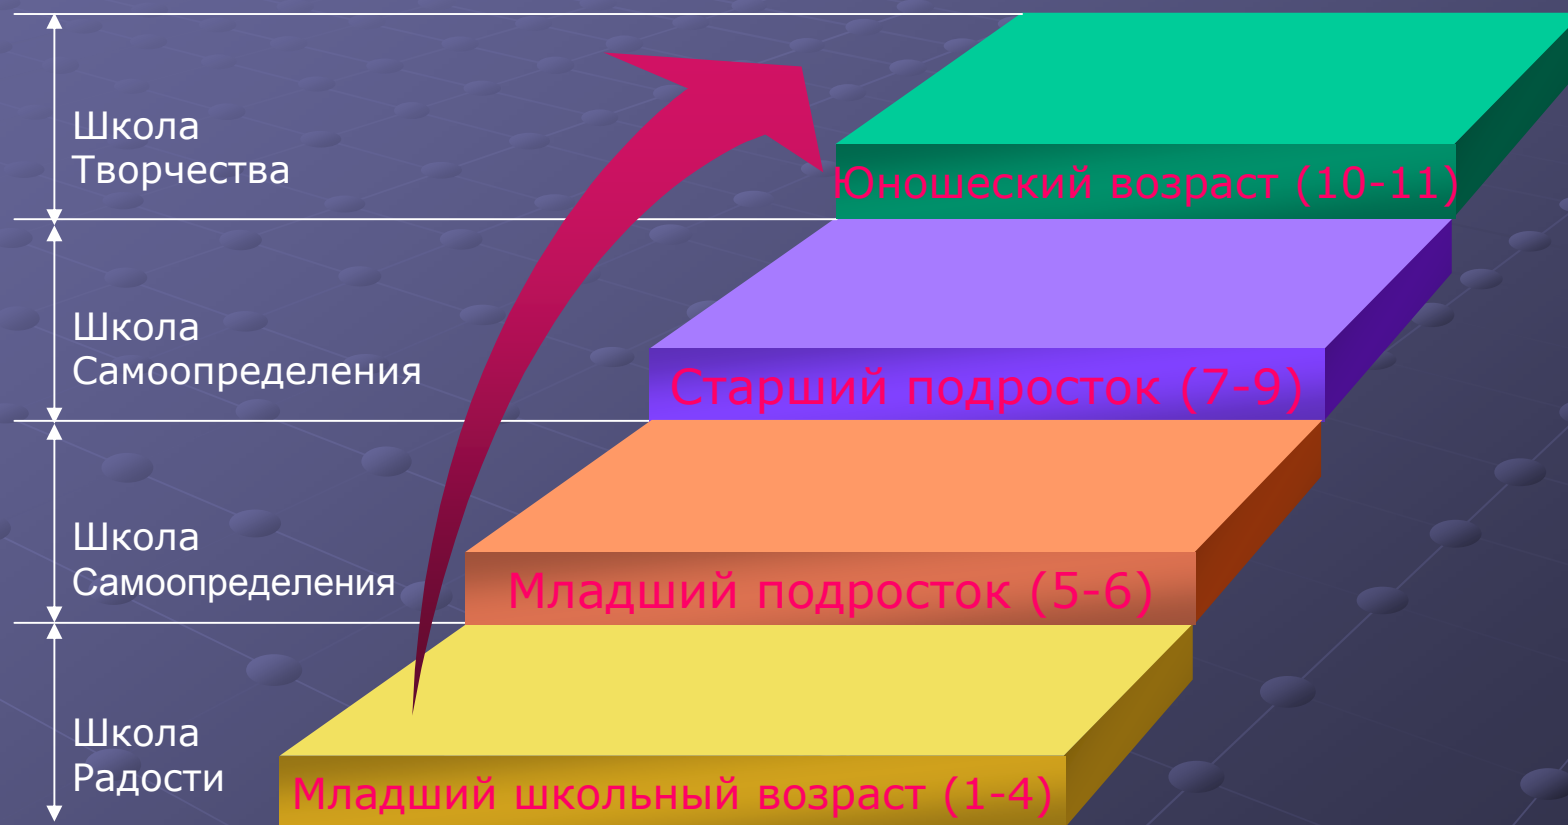 Школа
Творчества
Юношеский возраст (10-11)
Школа
Самоопределения
Старший подросток (7-9)
Школа
Самоопределения
Младший подросток (5-6)
Школа
Радости
Младший школьный возраст (1-4)